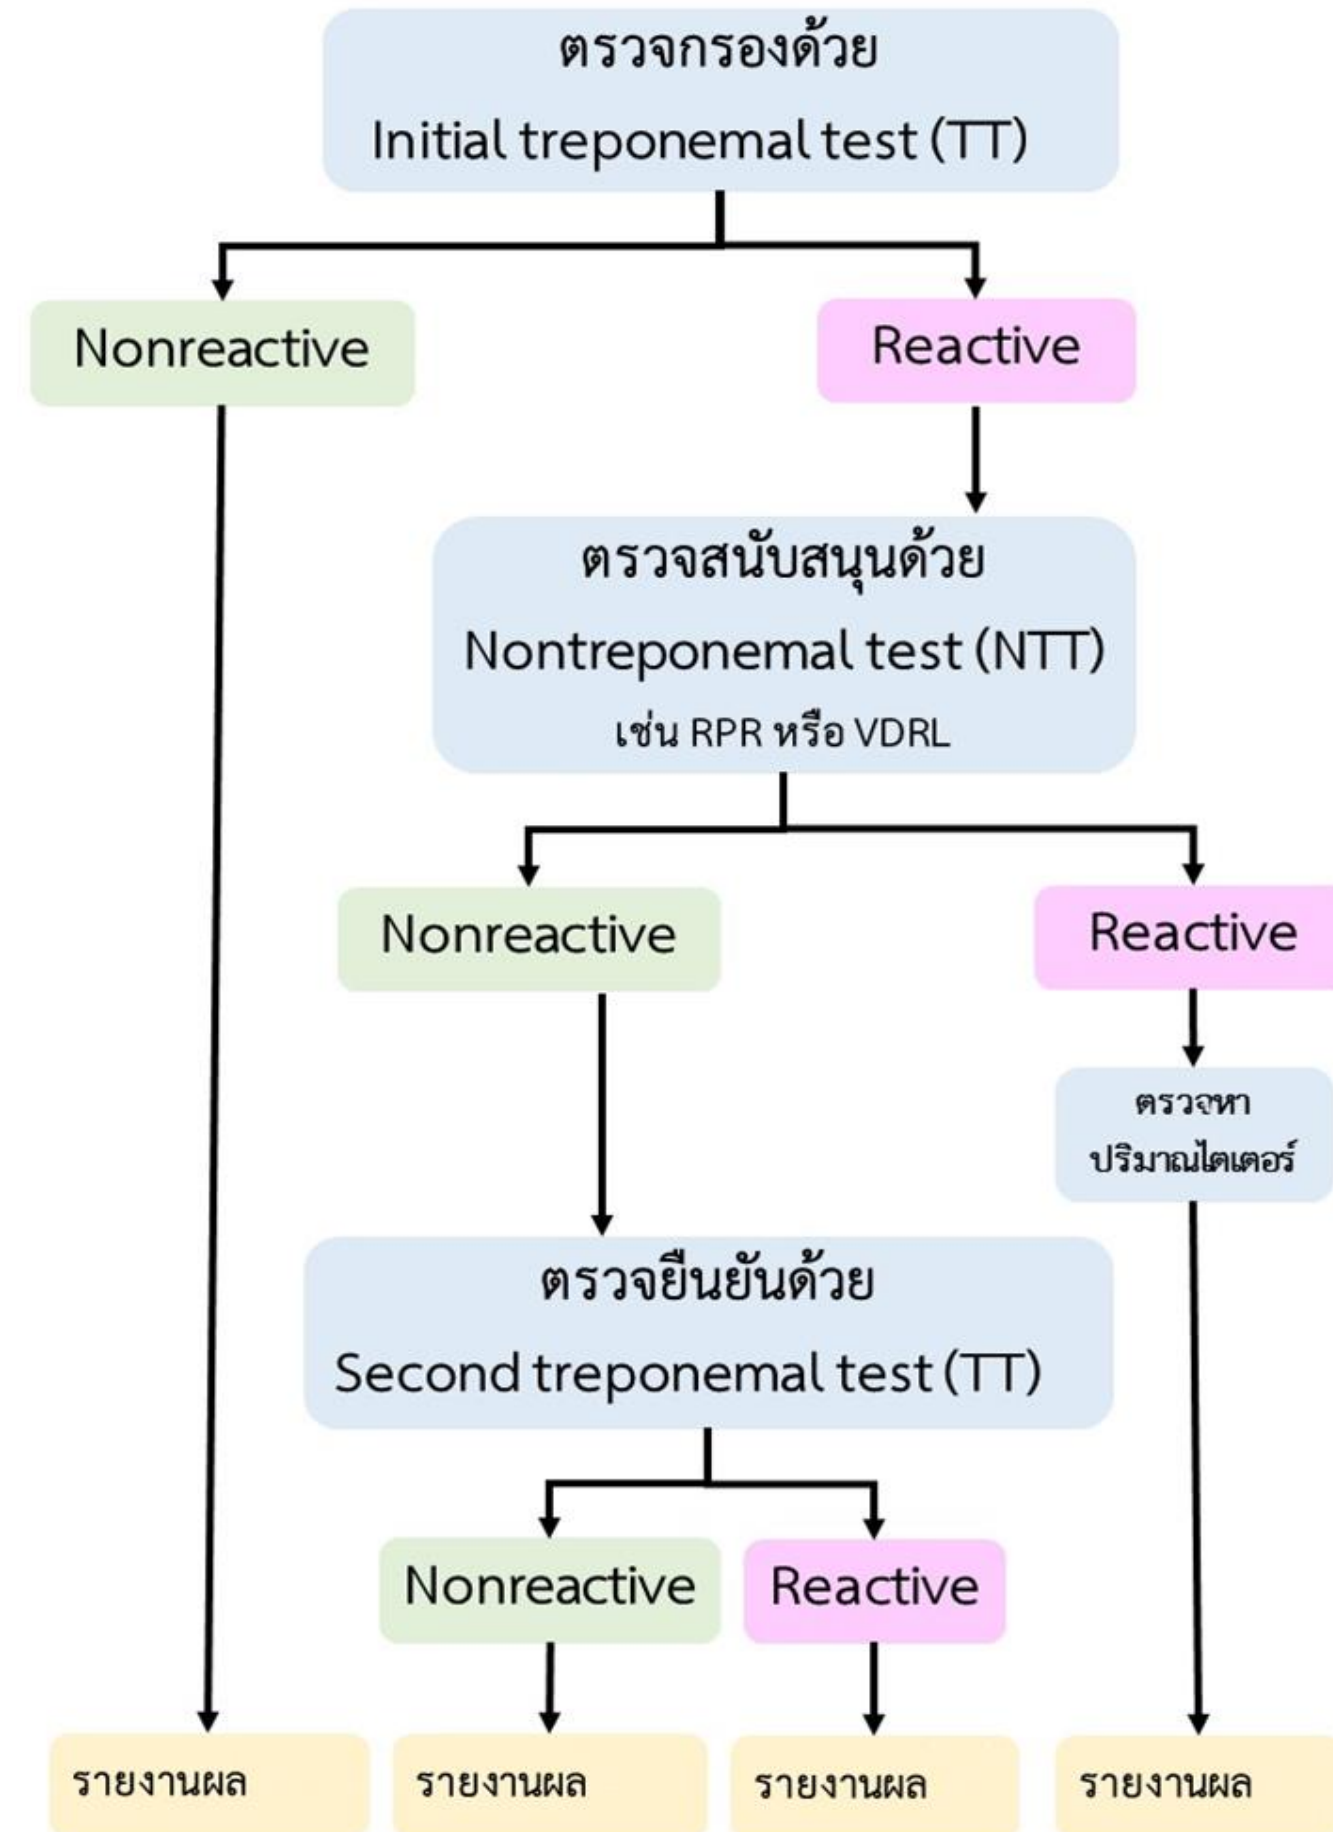 ตรวจกรองด้วย
Initial treponemal test (TT)
Nonreactive
Reactive
ตรวจสนับสนุนด้วย
Nontreponemal test (NTT)
เช่น RPR หรือ VDRL
Nonreactive
Reactive
ตรวจหา
ปริมาณไตเตอร์
ตรวจยืนยันด้วย
Second treponemal test (TT)
Nonreactive
Reactive
รายงานผล
รายงานผล
รายงานผล
รายงานผล